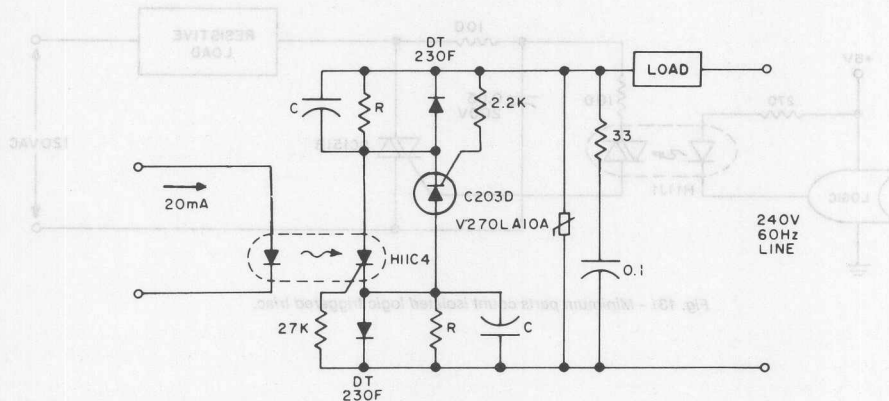 DT
230F
LOAD
C
R
2.2K
33
20mA
C203D
V270LA10A
240V
60Hz
LINE
H11C4
0.1
27K
R
C
DT
230F